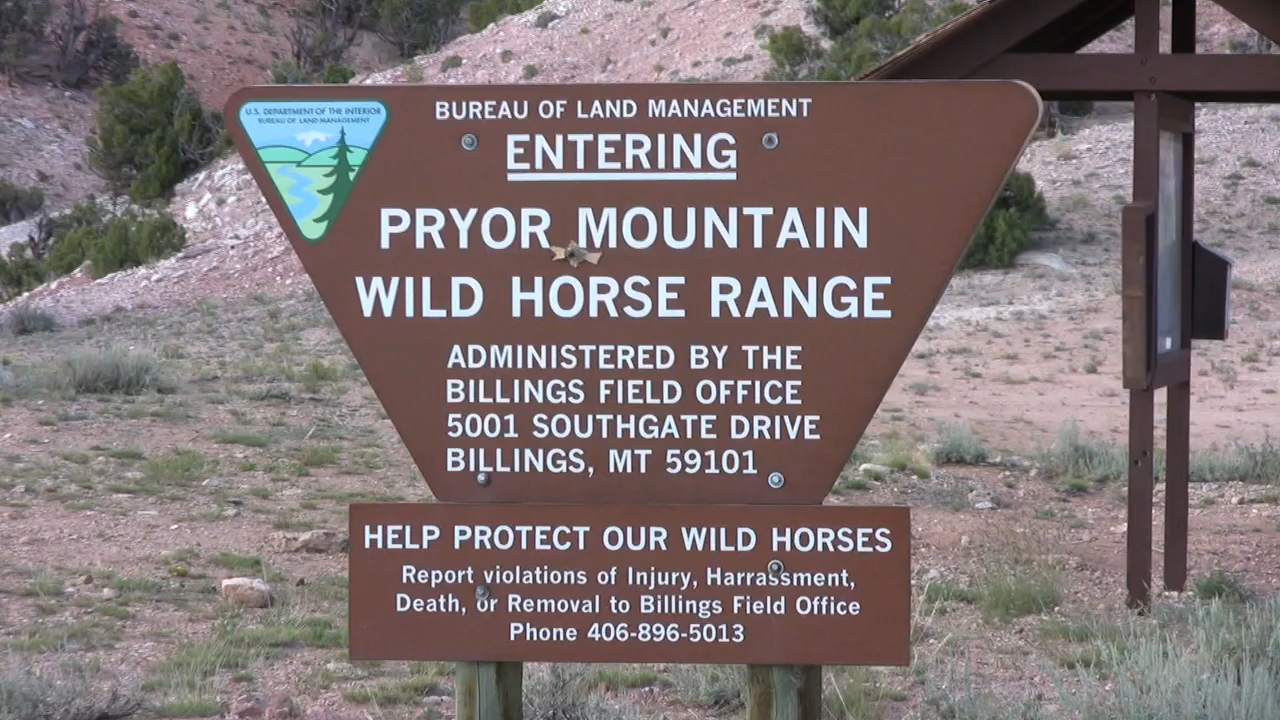 U.S. DEPARTMENT OF THE INTERIOR
BUREAU OF LAND MANAGEMENT
BUREAU OF LAND MANAGEMENT
ENTERING
PRYOR MOUNTAIN
WILD HORSE RANGE
ADMINISTERED BY THE
BILLINGS FIELD OFFICE
5001 SOUTHGATE DRIVE
BILLINGS, MT 59101
HELP PROTECT OUR WILD HORSES
Report violations of Injury, Harrassment,
Death, or Removal to Billings Field Office
Phone 406-896-5013